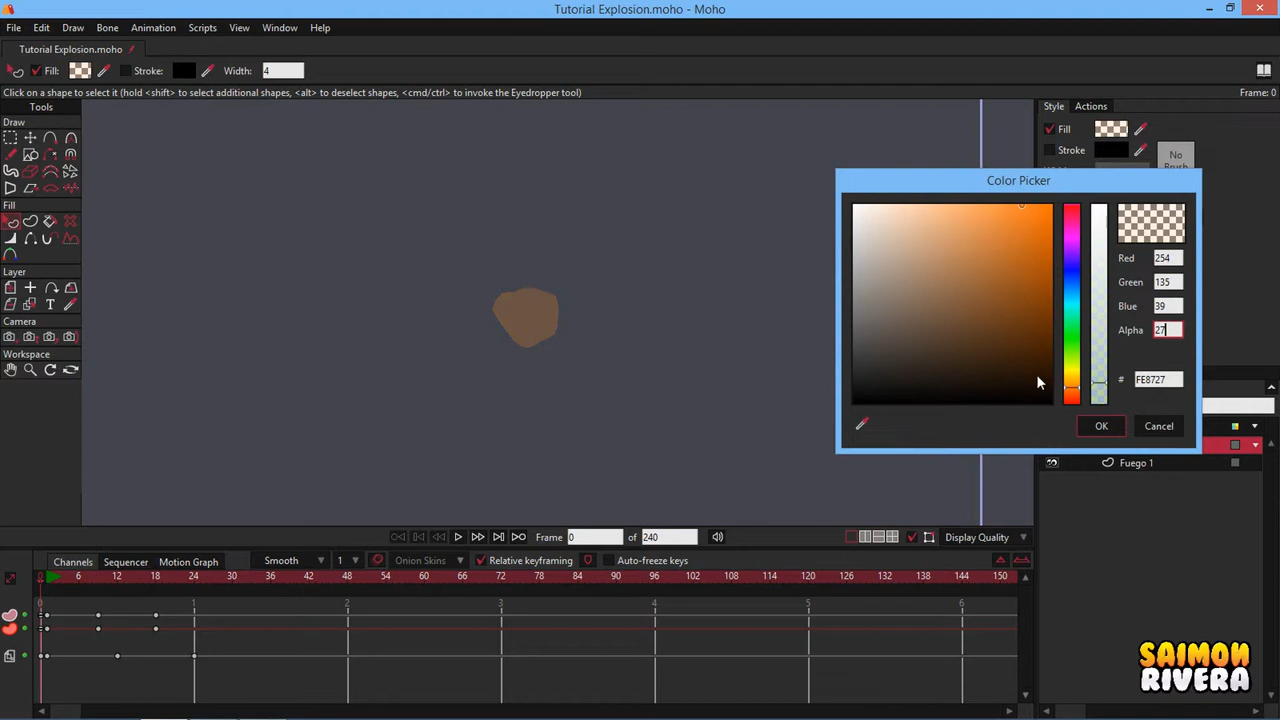 Tutorial Explosion.moho - Moho
File Edit Draw Bone Animation Scripts View Window Help
Tutorial Explosion.moho
Fill: Stroke: Width: 4
Click on a shape to select it (hold <shift> to select additional shapes, <alt> to deselect shapes, <cmd/ctrl> to invoke the Eyedropper tool) Frame: 0
Tools
Draw
Fill
Layer
Camera
Workspace
Style Actions
Fill
Stroke
No
Color Picker
Red 254
Green 135
Blue 39
Alpha 27
# FE8727
OK Cancel
Fuego 1
Frame 0 of 240 Display Quality
Channels Sequencer Motion Graph Smooth 1 Onion Skins Relative keyframing Auto-freeze keys
0 6 12 18 24 30 36 42 48 54 60 66 72 78 84 90 96 102 108 114 120 126 132 138 144 150
0 1 2 3 4 5 6
SAIMON
RIVERA